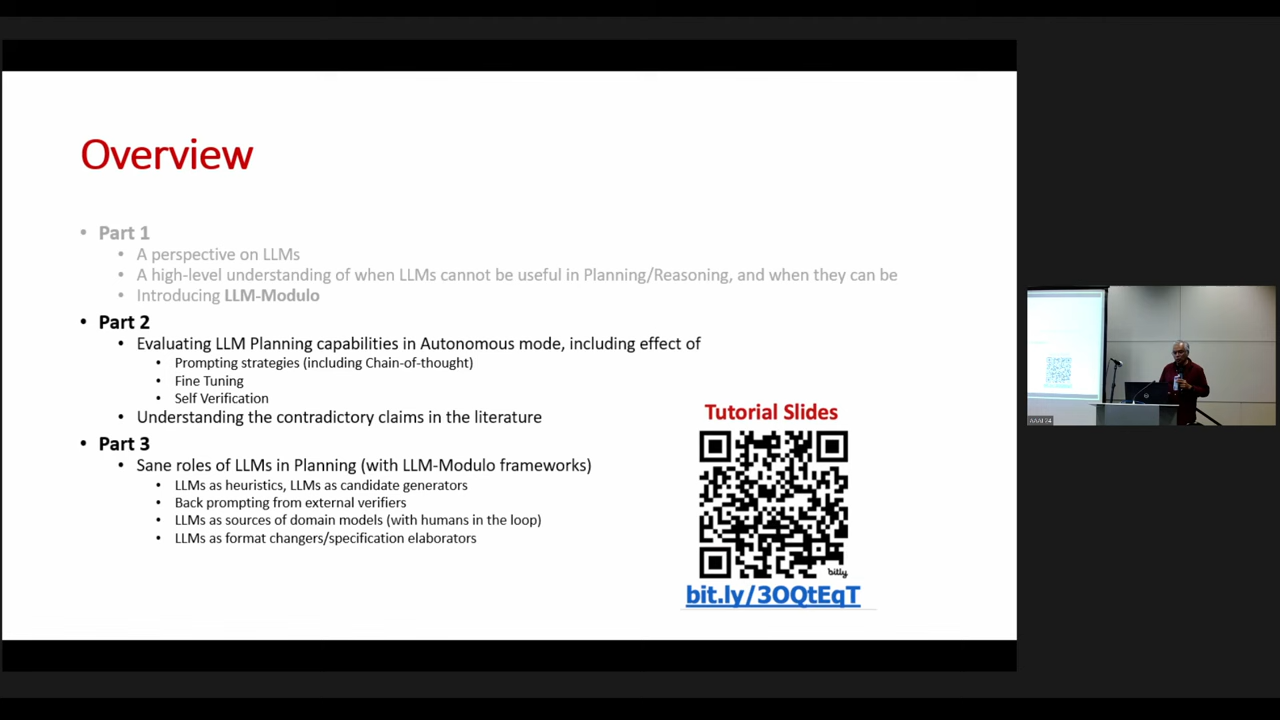 Overview
• Part 1
• A perspective on LLMs
• A high-level understanding of when LLMs cannot be useful in Planning/Reasoning, and when they can be
• Introducing LLM-Modulo
• Part 2
• Evaluating LLM Planning capabilities in Autonomous mode, including effect of
• Prompting strategies (including Chain-of-thought)
• Fine Tuning
• Self Verification
• Understanding the contradictory claims in the literature
• Part 3
• Sane roles of LLMs in Planning (with LLM-Modulo frameworks)
• LLMs as heuristics, LLMs as candidate generators
• Back prompting from external verifiers
• LLMs as sources of domain models (with humans in the loop)
• LLMs as format changers/specification elaborators
Tutorial Slides
bitly
bit.ly/3OQtEqT
AAAI 24